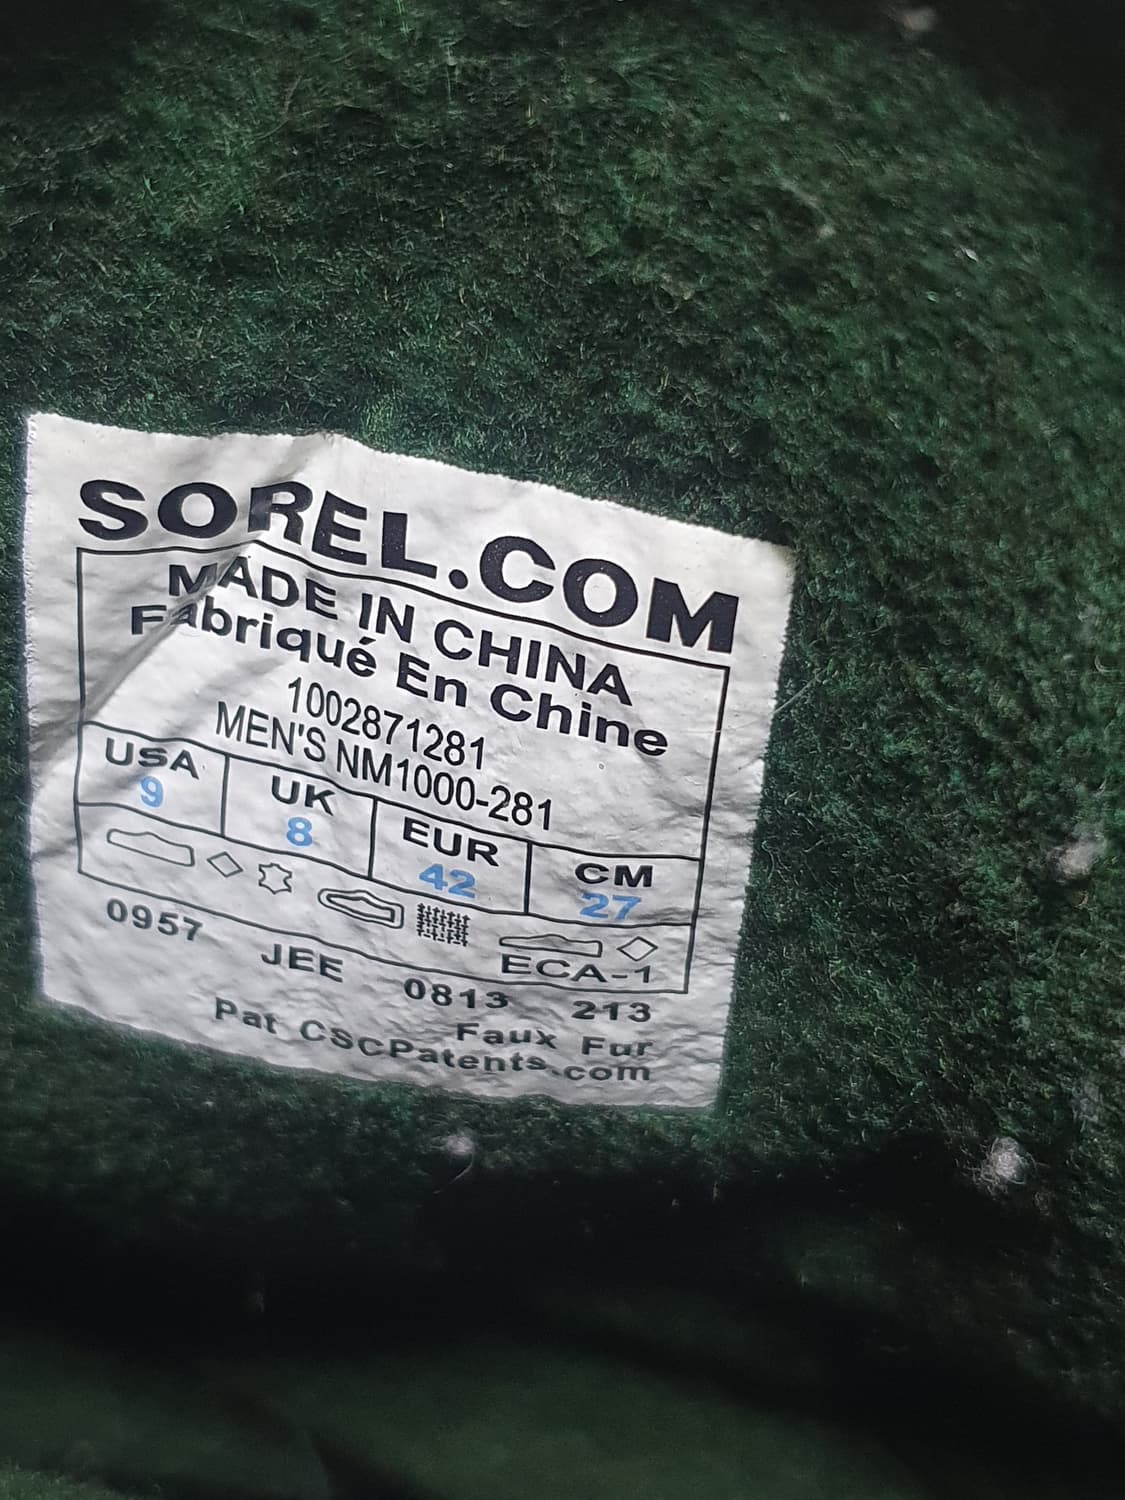 SOREL.COM
MADE IN CHINA
Fabriqué En Chine
1002871281
MEN'S NM1000-281
USA UK EUR CM
9 8 42 27
ECA-1
0957 JEE 0813 213
Faux Fur
Pat CSCPatents.com